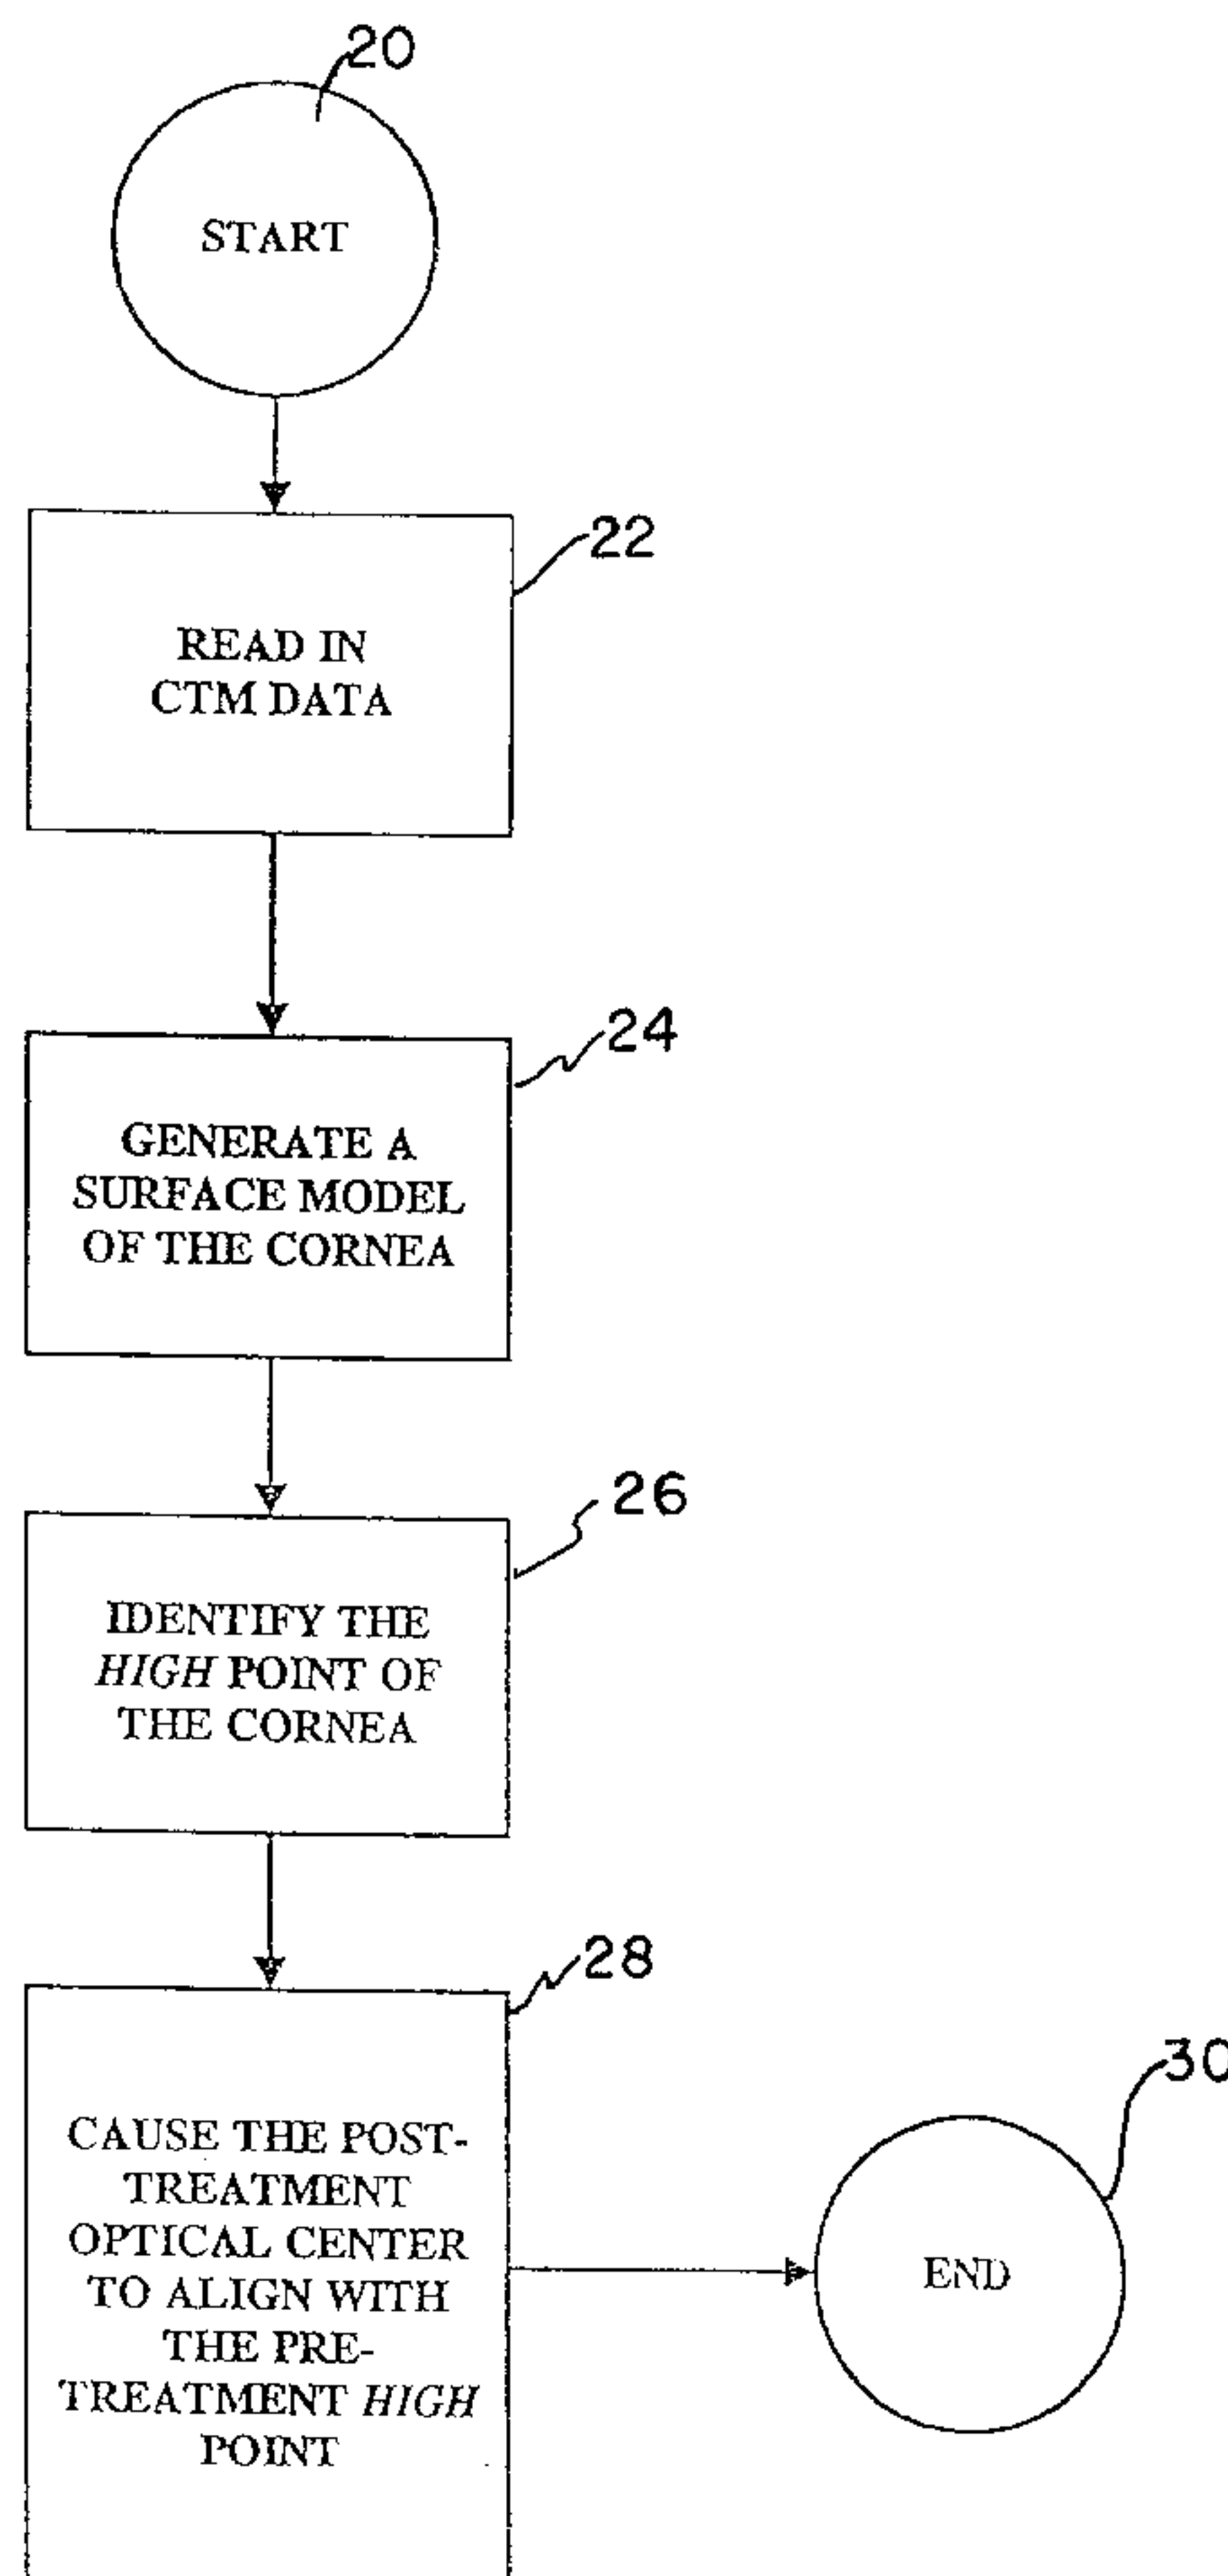 20
START
22
READ IN
CTM DATA
24
GENERATE A
SURFACE MODEL
OF THE CORNEA
26
IDENTIFY THE
HIGH POINT OF
THE CORNEA
28
CAUSE THE POST-
TREATMENT
OPTICAL CENTER
TO ALIGN WITH
THE PRE-
TREATMENT HIGH
POINT
30
END